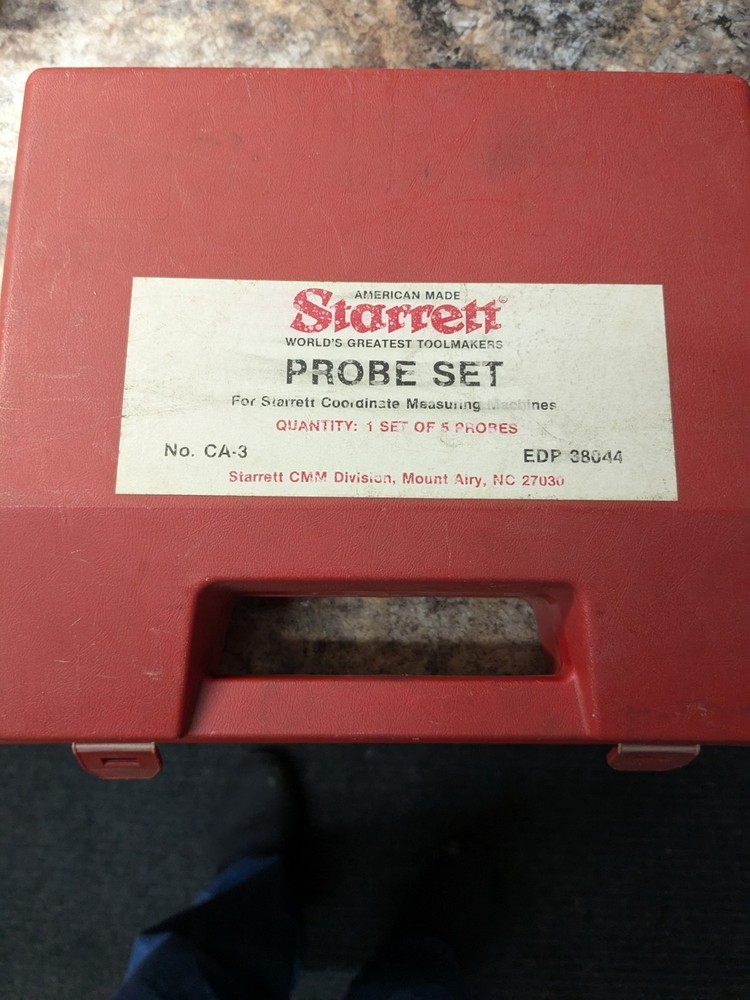 AMERICAN MADE
Starrett®
WORLD'S GREATEST TOOLMAKERS
PROBE SET
For Starrett Coordinate Measuring Machines
QUANTITY: 1 SET OF 5 PROBES
No. CA-3
EDP 38044
Starrett CMM Division, Mount Airy, NC 27030